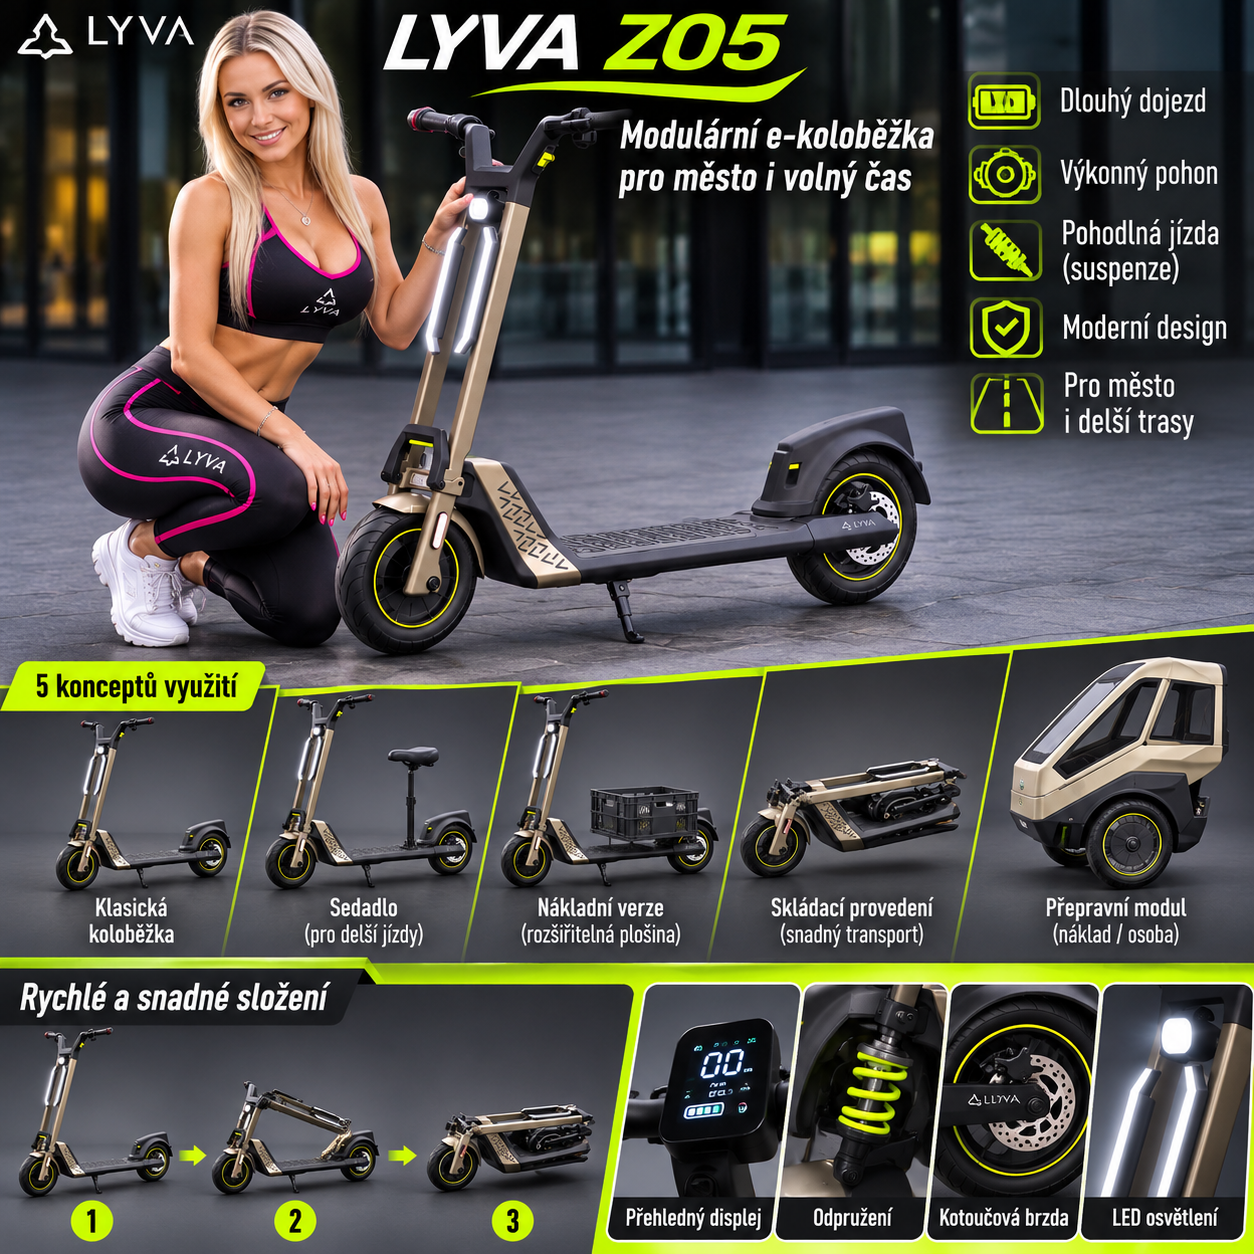 LYVA
LYVA Z05
Modulární e-koloběžka
pro město i volný čas
Dlouhý dojezd
Výkonný pohon
Pohodlná jízda
(suspenze)
Moderní design
Pro město
i delší trasy
LYVA
LYVA
LYVA
5 konceptů využití
Klasická
koloběžka
Sedadlo
(pro delší jízdy)
Nákladní verze
(rozšiřitelná plošina)
Skládací provedení
(snadný transport)
Přepravní modul
(náklad / osoba)
Rychlé a snadné složení
1
2
3
00
LLYVA
Přehledný displej
Odpružení
Kotoučová brzda
LED osvětlení